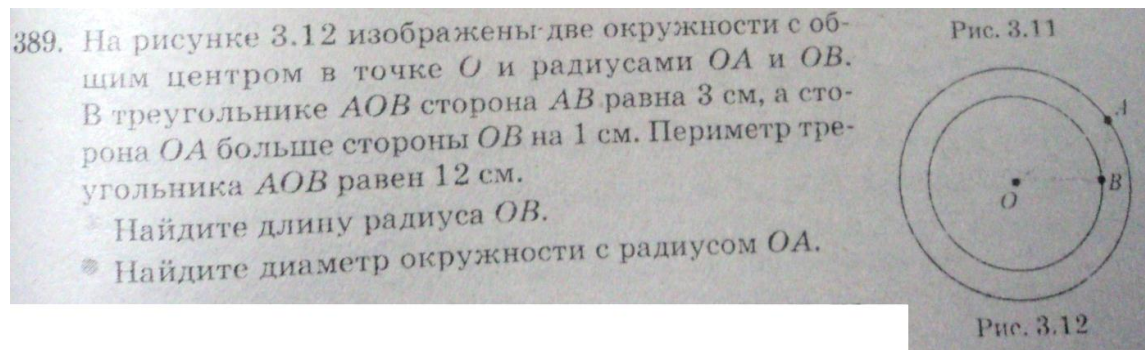 389. На рисунке 3.12 изображены две окружности с об-
щим центром в точке O и радиусами OA и OB.
В треугольнике AOB сторона AB равна 3 см, а сто-
рона OA больше стороны OB на 1 см. Периметр тре-
угольника AOB равен 12 см.
Найдите длину радиуса OB.
Найдите диаметр окружности с радиусом OA.
Рис. 3.11
A
B
O
Рис. 3.12